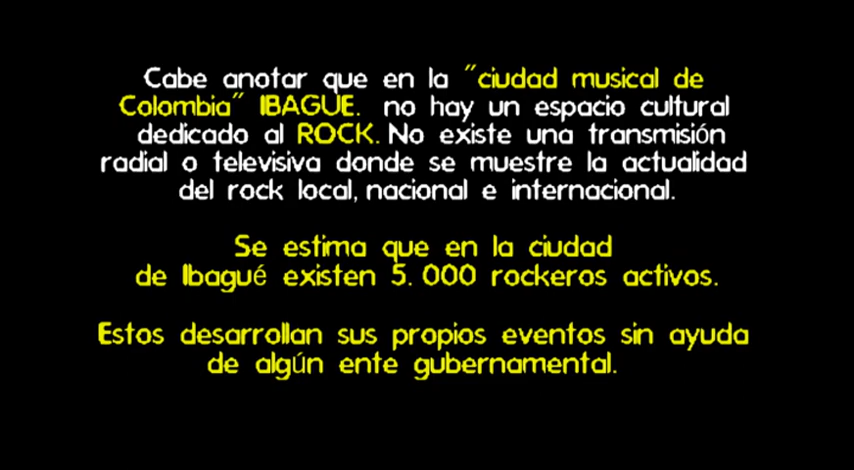 Cabe anotar que en la "ciudad musical de
Colombia" IBAGUE. no hay un espacio cultural
dedicado al ROCK. No existe una transmisión
radial o televisiva donde se muestre la actualidad
del rock local, nacional e internacional.
Se estima que en la ciudad
de Ibagué existen 5. 000 rockeros activos.
Estos desarrollan sus propios eventos sin ayuda
de algún ente gubernamental.